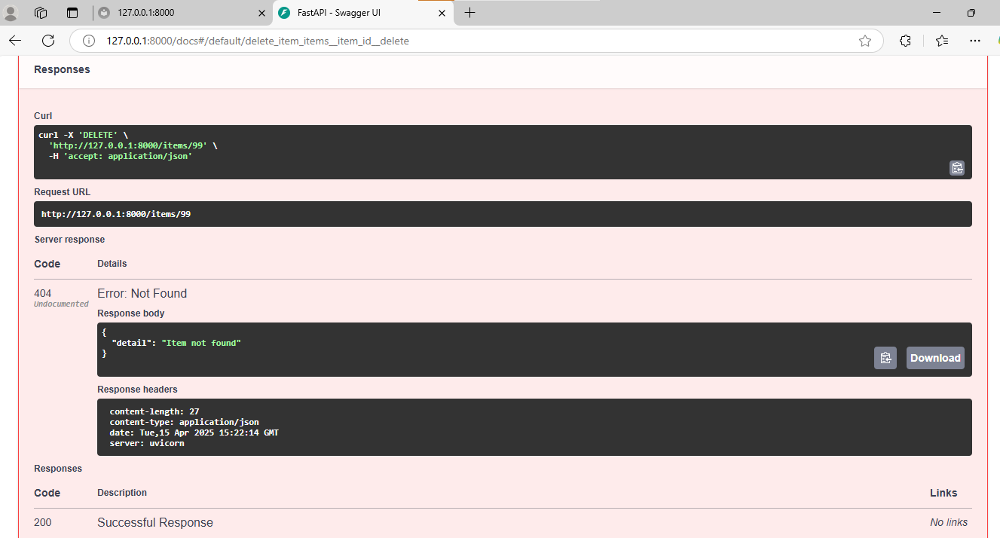 127.0.0.1:8000
FastAPI - Swagger UI
127.0.0.1:8000/docs#/default/delete_item_items__item_id__delete
Responses
Curl
curl -X 'DELETE' \
'http://127.0.0.1:8000/items/99' \
-H 'accept: application/json'
Request URL
http://127.0.0.1:8000/items/99
Server response
Code Details
404 Error: Not Found
Undocumented
Response body
{
"detail": "Item not found"
}
Download
Response headers
content-length: 27
content-type: application/json
date: Tue,15 Apr 2025 15:22:14 GMT
server: uvicorn
Responses
Code Description Links
200 Successful Response No links